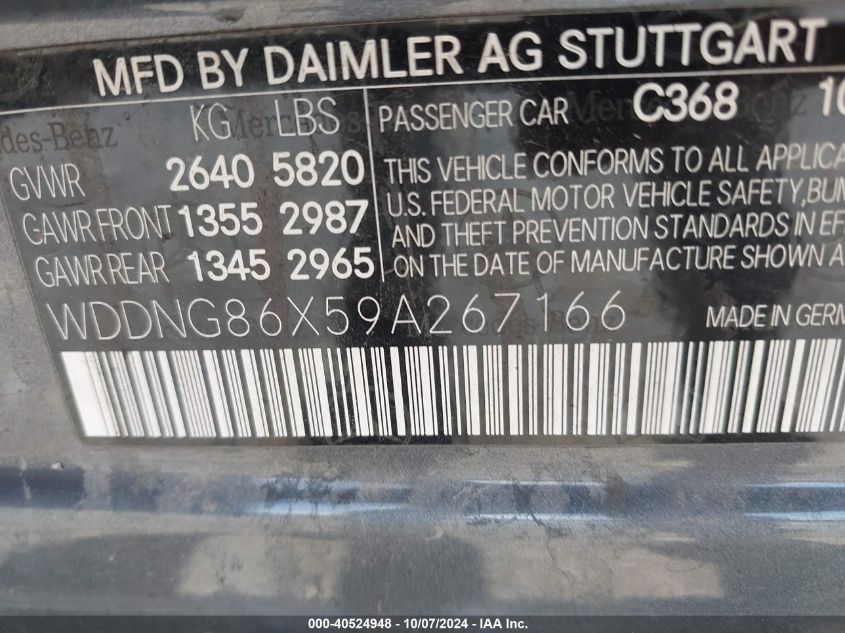 MFD BY DAIMLER AG STUTTGART
KG LBS
GVWR 2640 5820
GAWR FRONT 1355 2987
GAWR REAR 1345 2965
PASSENGER CAR C368 10
THIS VEHICLE CONFORMS TO ALL APPLICA
U.S. FEDERAL MOTOR VEHICLE SAFETY, BUM
AND THEFT PREVENTION STANDARDS IN EF
ON THE DATE OF MANUFACTURE SHOWN A
WDDNG86X59A267166 MADE IN GERM
000-40524948 - 10/07/2024 - IAA Inc.